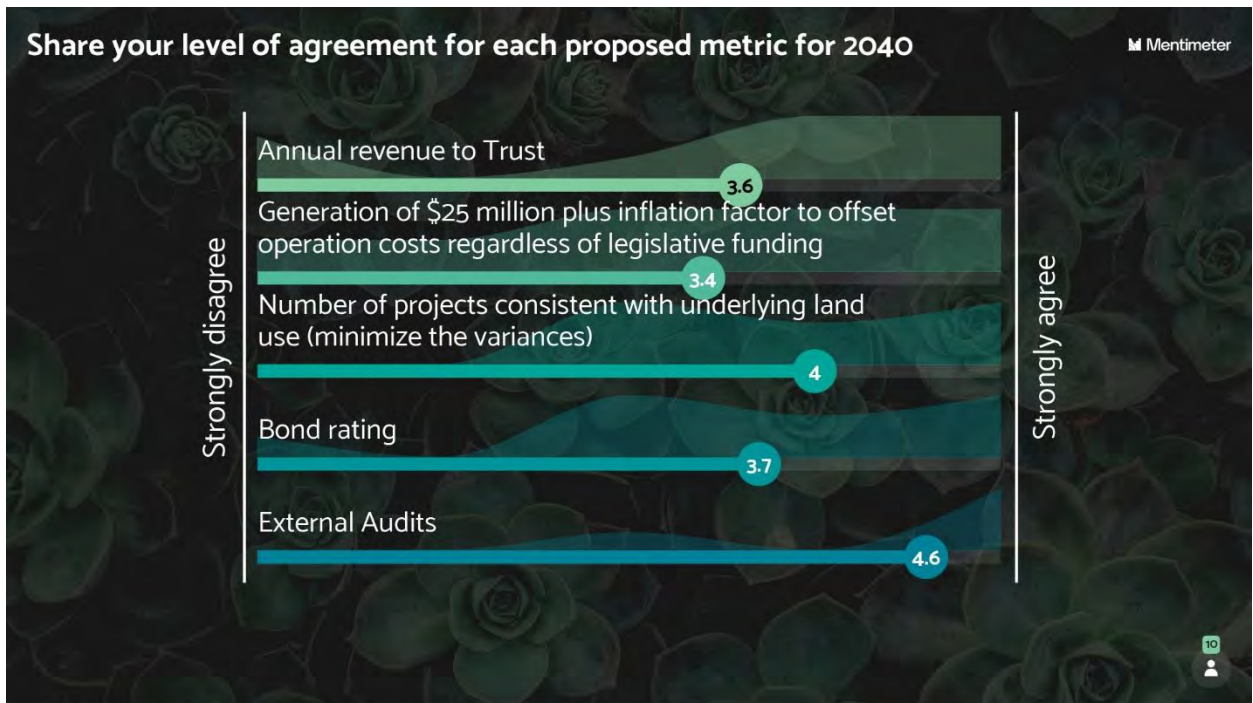 Share your level of agreement for each proposed metric for 2040
Mentimeter
Strongly disagree
Annual revenue to Trust
3.6
Generation of $25 million plus inflation factor to offset
operation costs regardless of legislative funding
3.4
Number of projects consistent with underlying land
use (minimize the variances)
4
Bond rating
3.7
External Audits
4.6
Strongly agree
10